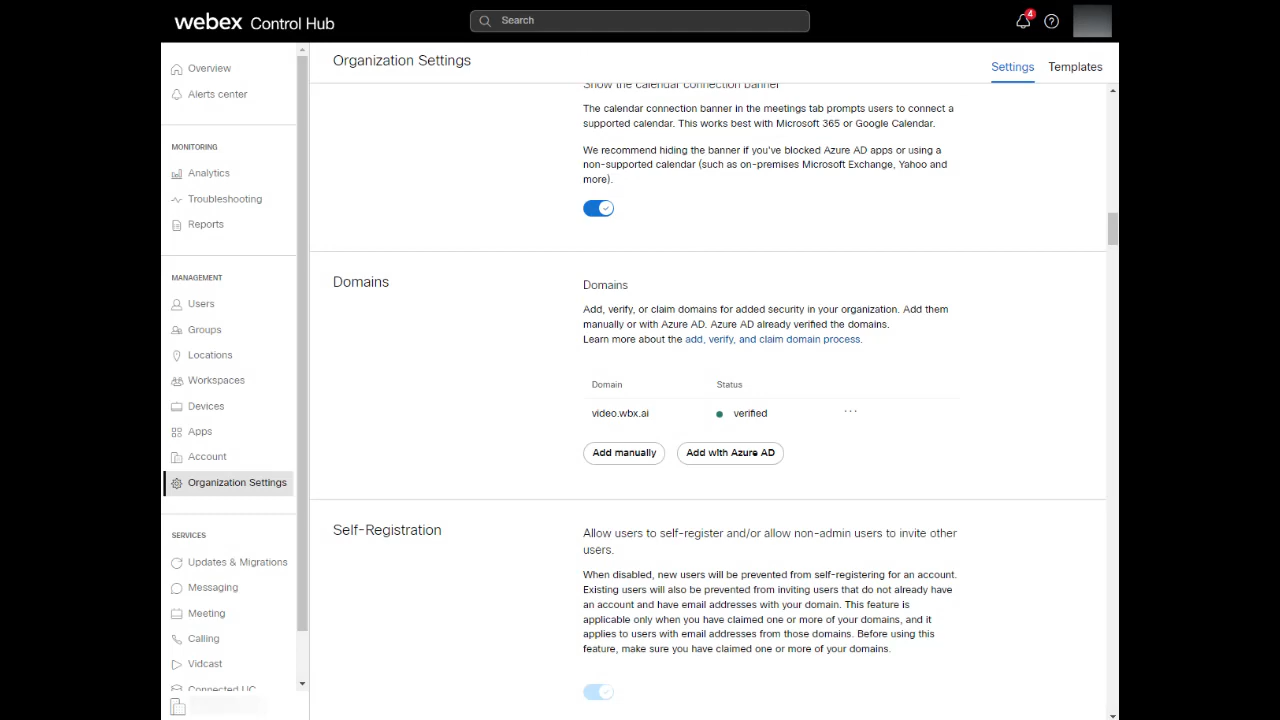 webex Control Hub
Search
4
Overview
Alerts center
MONITORING
Analytics
Troubleshooting
Reports
MANAGEMENT
Users
Groups
Locations
Workspaces
Devices
Apps
Account
Organization Settings
SERVICES
Updates & Migrations
Messaging
Meeting
Calling
Vidcast
Connected UC
Organization Settings
Settings
Templates
Show the calendar connection banner
The calendar connection banner in the meetings tab prompts users to connect a
supported calendar. This works best with Microsoft 365 or Google Calendar.
We recommend hiding the banner if you've blocked Azure AD apps or using a
non-supported calendar (such as on-premises Microsoft Exchange, Yahoo and
more).
Domains
Domains
Add, verify, or claim domains for added security in your organization. Add them
manually or with Azure AD. Azure AD already verified the domains.
Learn more about the add, verify, and claim domain process.
Domain Status
video.wbx.ai verified ...
Add manually
Add with Azure AD
Self-Registration
Allow users to self-register and/or allow non-admin users to invite other
users.
When disabled, new users will be prevented from self-registering for an account.
Existing users will also be prevented from inviting users that do not already have
an account and have email addresses with your domain. This feature is
applicable only when you have claimed one or more of your domains, and it
applies to users with email addresses from those domains. Before using this
feature, make sure you have claimed one or more of your domains.